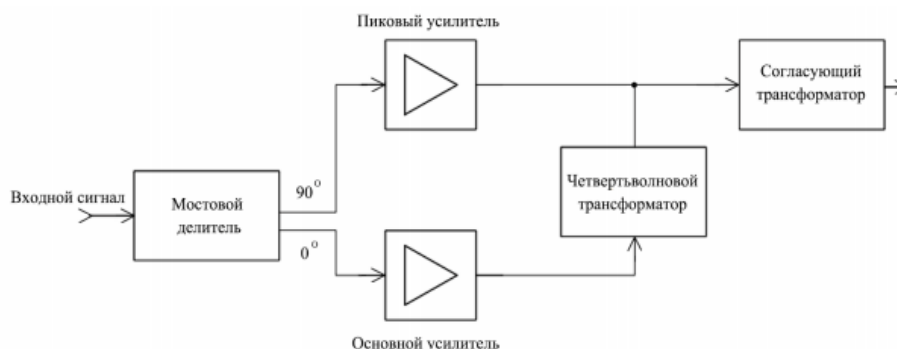 Пиковый усилитель
Согласующий
трансформатор
Четвертьволновой
трансформатор
90°
Входной сигнал
Мостовой
делитель
0°
Основной усилитель